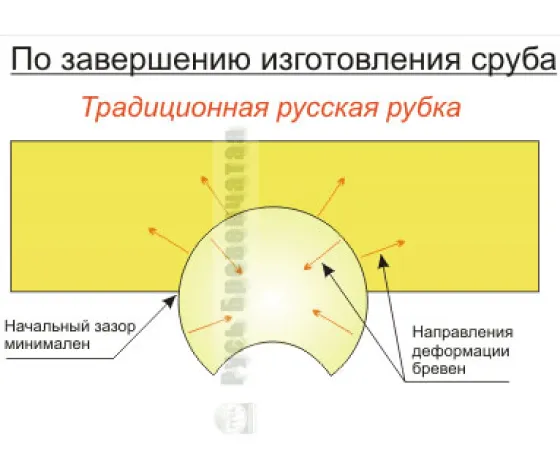 По завершению изготовления сруба
Традиционная русская рубка
Русь Бревенчатая
Начальный зазор
минимален
Направления
деформации
бревен